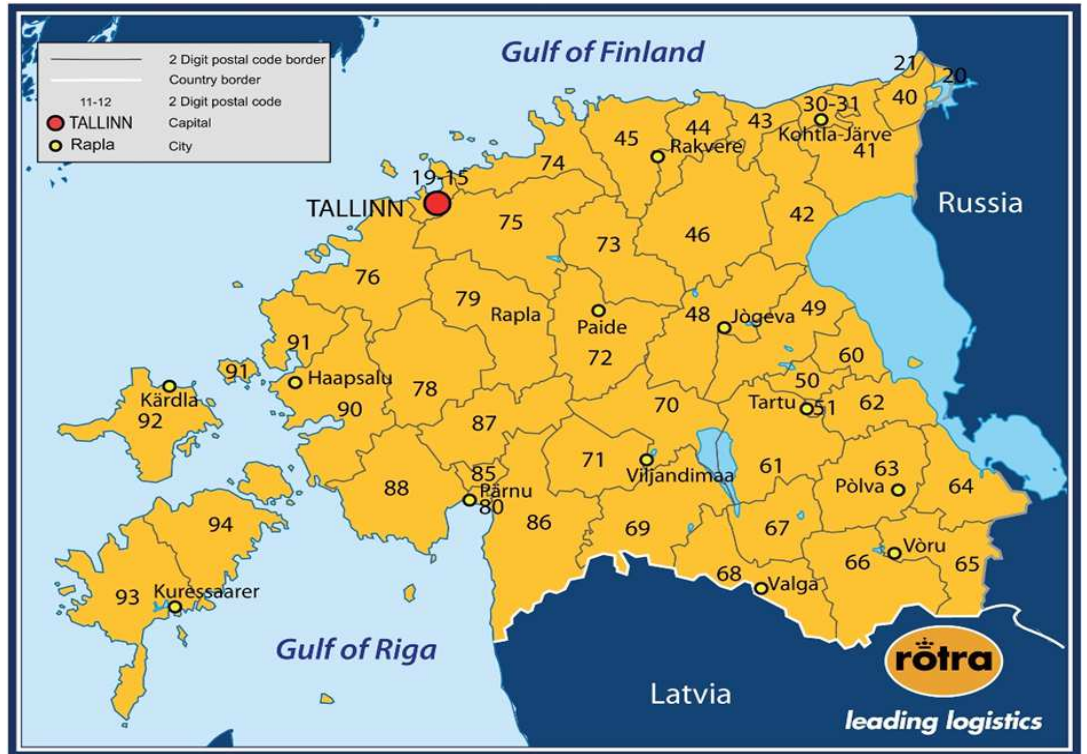 2 Digit postal code border
Country border
11-12 2 Digit postal code
TALLINN Capital
Rapla City
Gulf of Finland
21
20
30-31
40
45
44
43
Kohtla-Järve
Rakvere
41
74
19-15
TALLINN
75
73
46
42
Russia
76
79
Rapla
Paide
48
Jògeva
49
91
72
60
91
Haapsalu
78
50
Kärdla
92
90
70
Tartu
51
62
87
71
Viljandimaa
61
63
85
88
Pärnu
80
Pòlva
64
94
86
69
67
66
Vòru
65
93
Kuressaarer
68
Valga
Gulf of Riga
rötra
Latvia
leading logistics